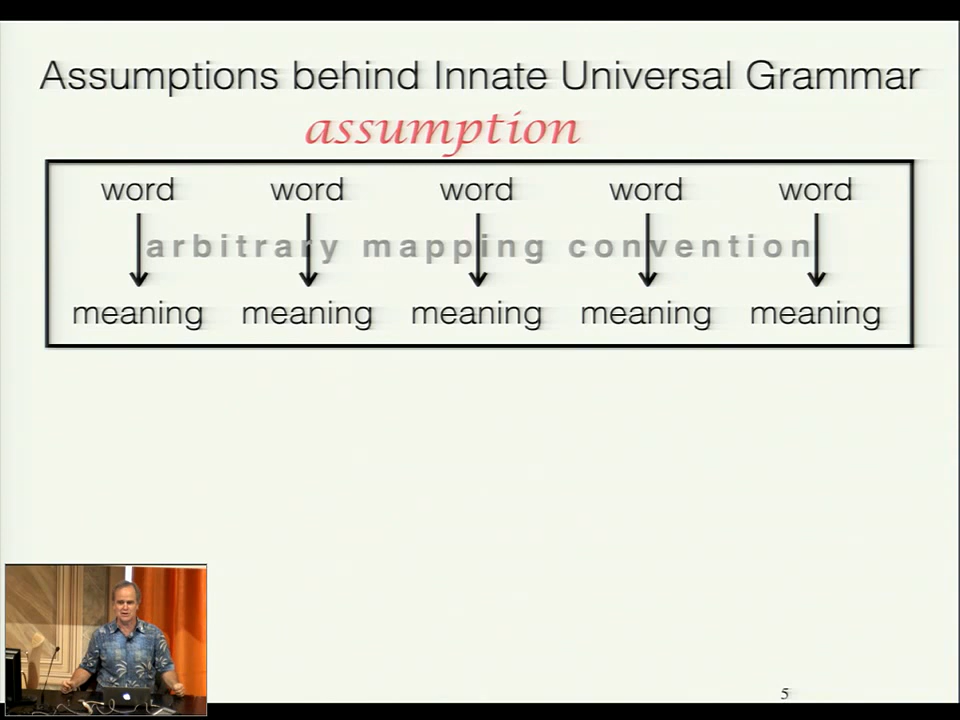 Assumptions behind Innate Universal Grammar
assumption
word word word word word
arbitrary mapping convention
meaning meaning meaning meaning meaning
5